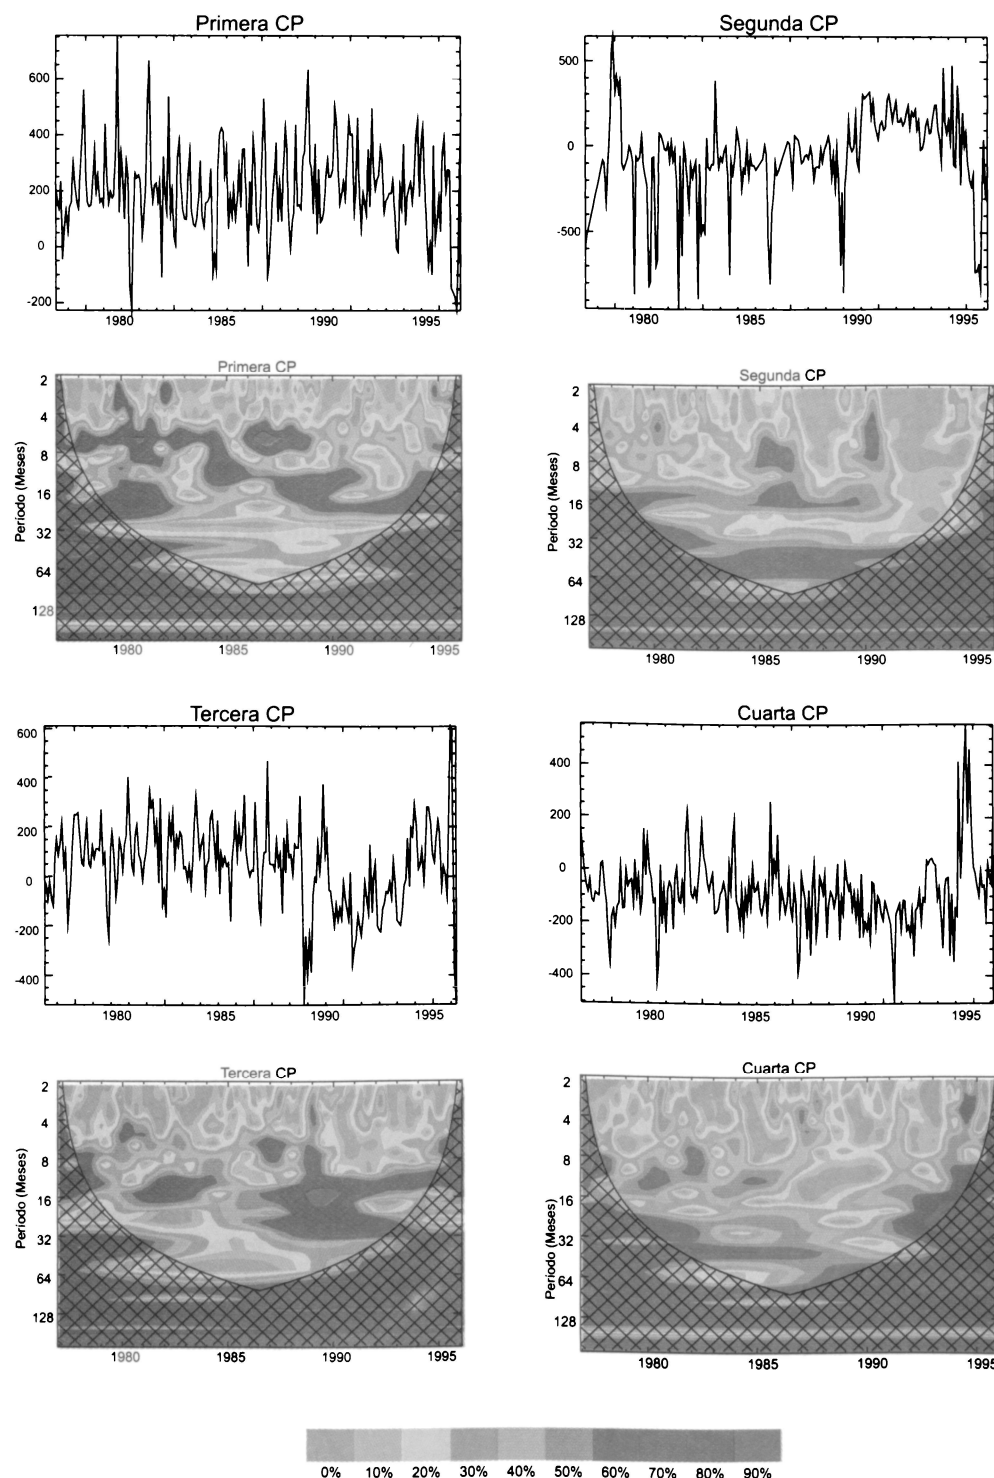 Primera CP
Segunda CP
600
400
200
0
-200
1980 1985 1990 1995
500
0
-500
1980 1985 1990 1995
Primera CP
Periodo (Meses)
2
4
8
16
32
64
128
1980 1985 1990 1995
Segunda CP
Periodo (Meses)
2
4
8
16
32
64
128
1980 1985 1990 1995
Tercera CP
600
400
200
0
-200
-400
1980 1985 1990 1995
Cuarta CP
400
200
0
-200
-400
1980 1985 1990 1995
Tercera CP
Periodo (Meses)
2
4
8
16
32
64
128
1980 1985 1990 1995
Cuarta CP
Periodo (Meses)
2
4
8
16
32
64
128
1980 1985 1990 1995
0% 10% 20% 30% 40% 50% 60% 70% 80% 90%